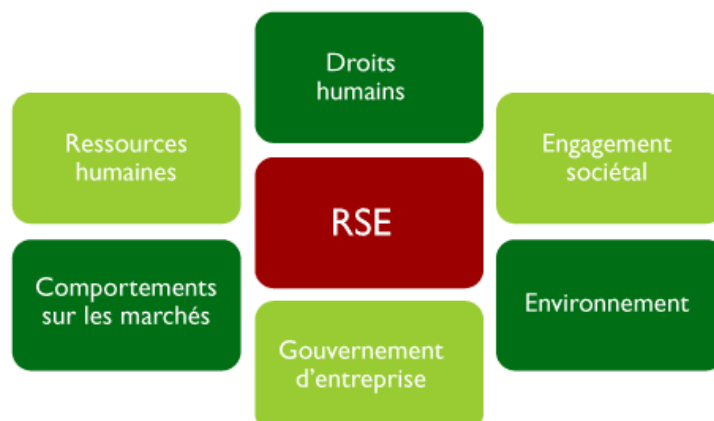 Droits
humains
Ressources
humaines
Engagement
sociétal
RSE
Comportements
sur les marchés
Environnement
Gouvernement
d'entreprise